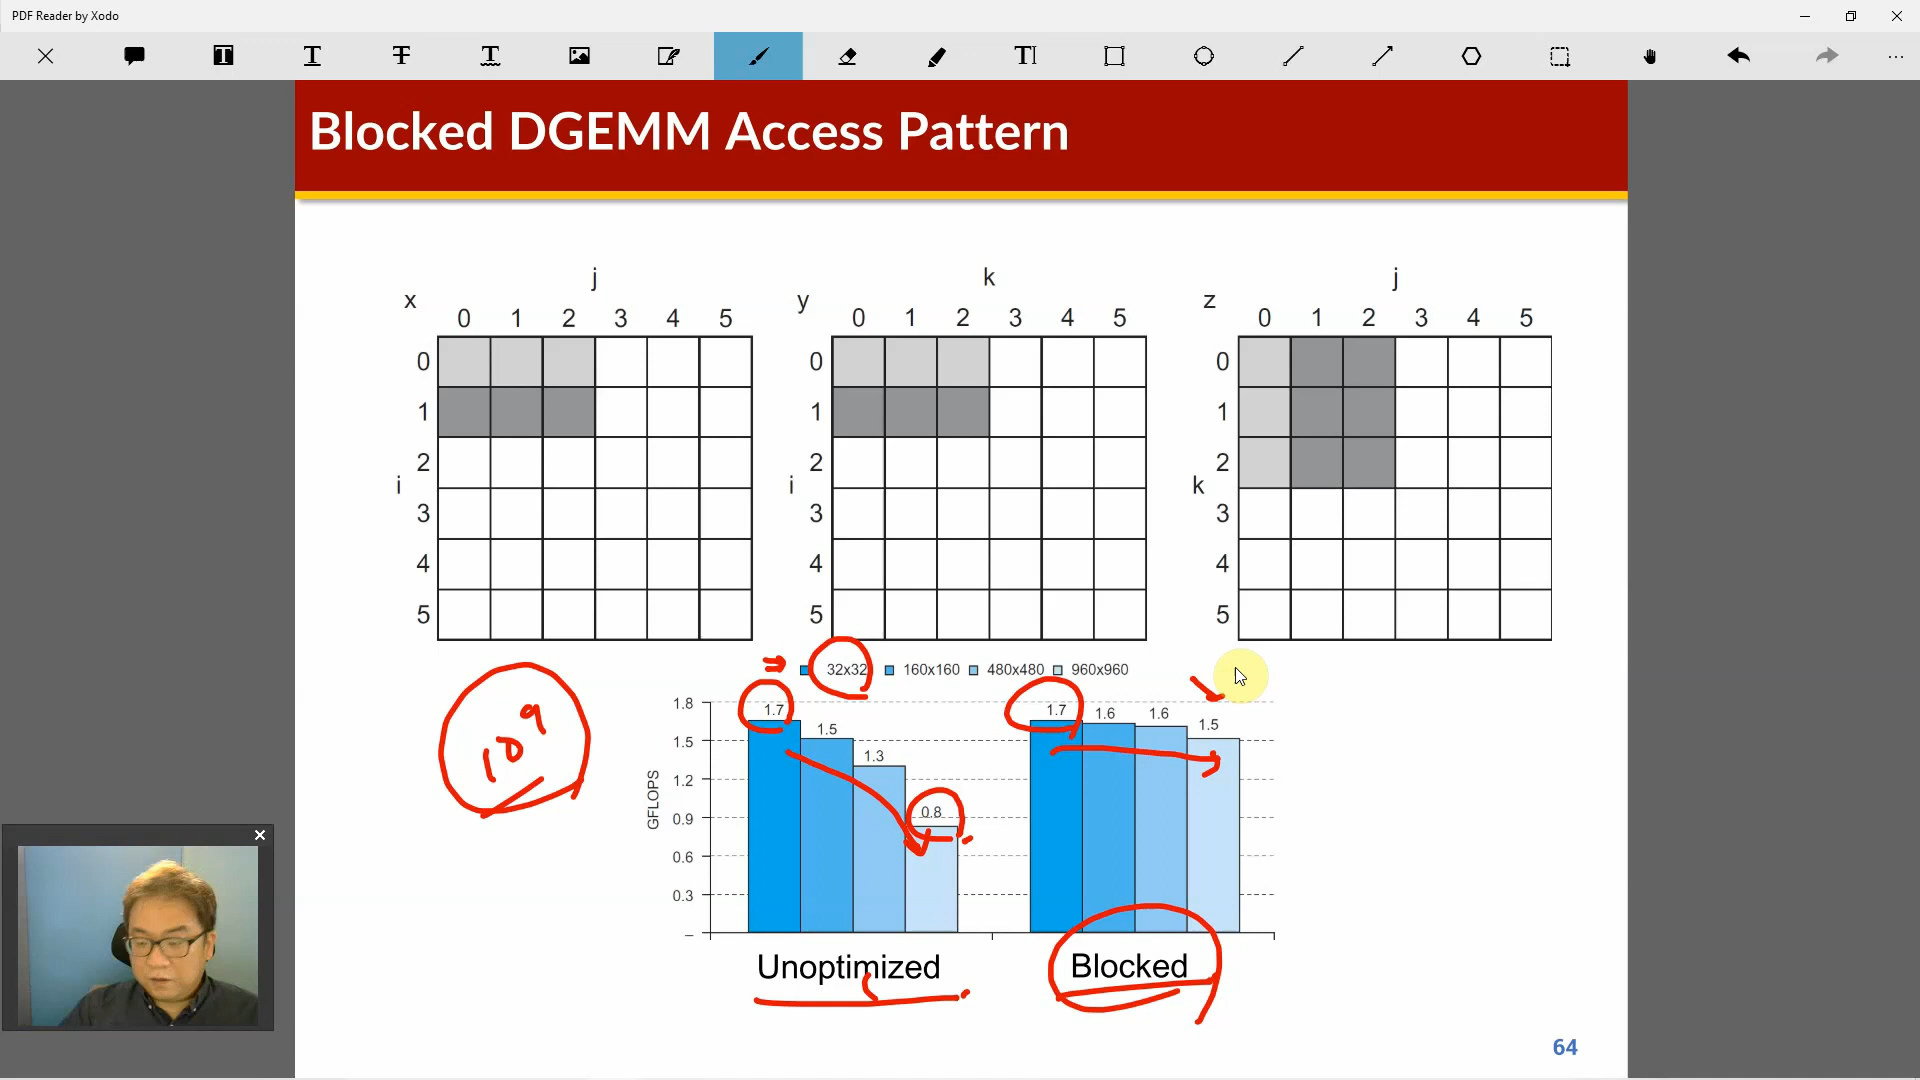 PDF Reader by Xodo
Blocked DGEMM Access Pattern
j
x
0 1 2 3 4 5
0
1
2
i
3
4
5
k
y
0 1 2 3 4 5
0
1
2
i
3
4
5
j
z
0 1 2 3 4 5
0
1
2
k
3
4
5
32x32 160x160 480x480 960x960
10⁹
GFLOPS
1.8
1.5
1.2
0.9
0.6
0.3
–
1.7 1.5 1.3 0.8
1.7 1.6 1.6 1.5
Unoptimized Blocked
64